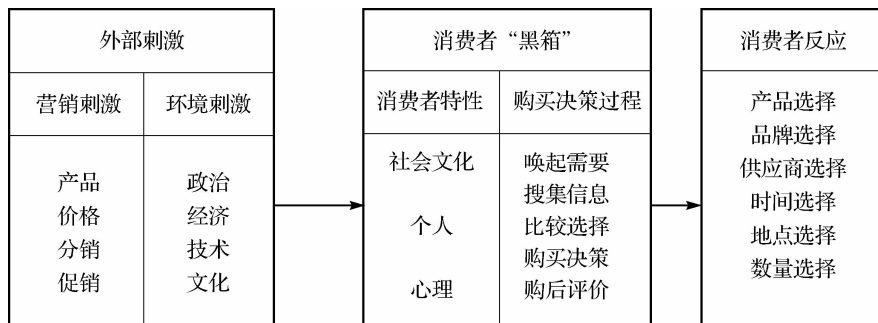 外部刺激
营销刺激 环境刺激
产品 政治
价格 经济
分销 技术
促销 文化
消费者“黑箱”
消费者特性 购买决策过程
社会文化 唤起需要
搜集信息
个人 比较选择
购买决策
心理 购后评价
消费者反应
产品选择
品牌选择
供应商选择
时间选择
地点选择
数量选择